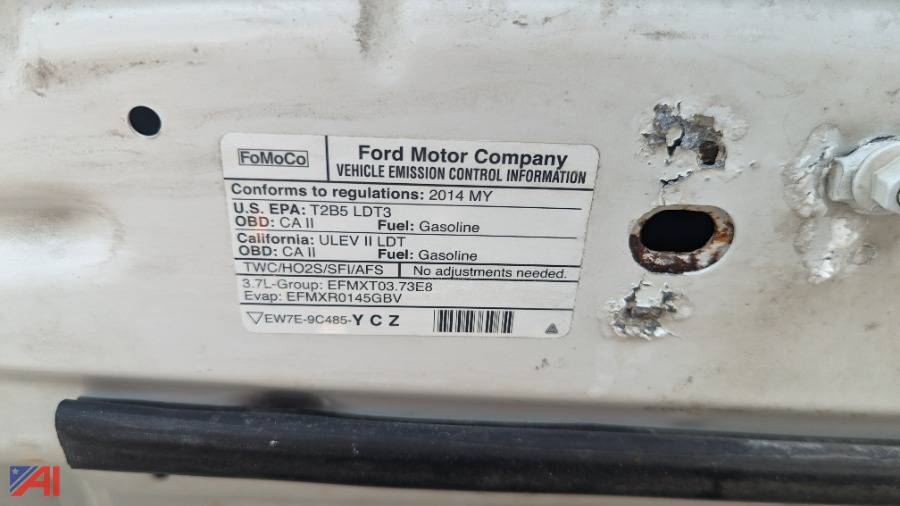 FoMoCo
Ford Motor Company
VEHICLE EMISSION CONTROL INFORMATION
Conforms to regulations: 2014 MY
U.S. EPA: T2B5 LDT3
OBD: CA II Fuel: Gasoline
California: ULEV II LDT
OBD: CA II Fuel: Gasoline
TWC/HO2S/SFI/AFS No adjustments needed.
3.7L-Group: EFMXT03.73E8
Evap: EFMXR0145GBV
EW7E-9C485-Y C Z
AI